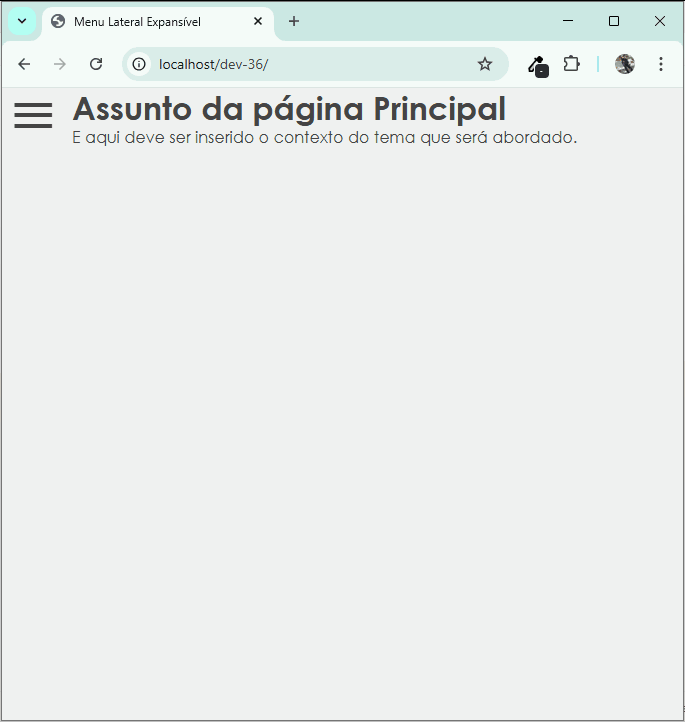 Menu Lateral Expansível
localhost/dev-36/
Assunto da página Principal
E aqui deve ser inserido o contexto do tema que será abordado.